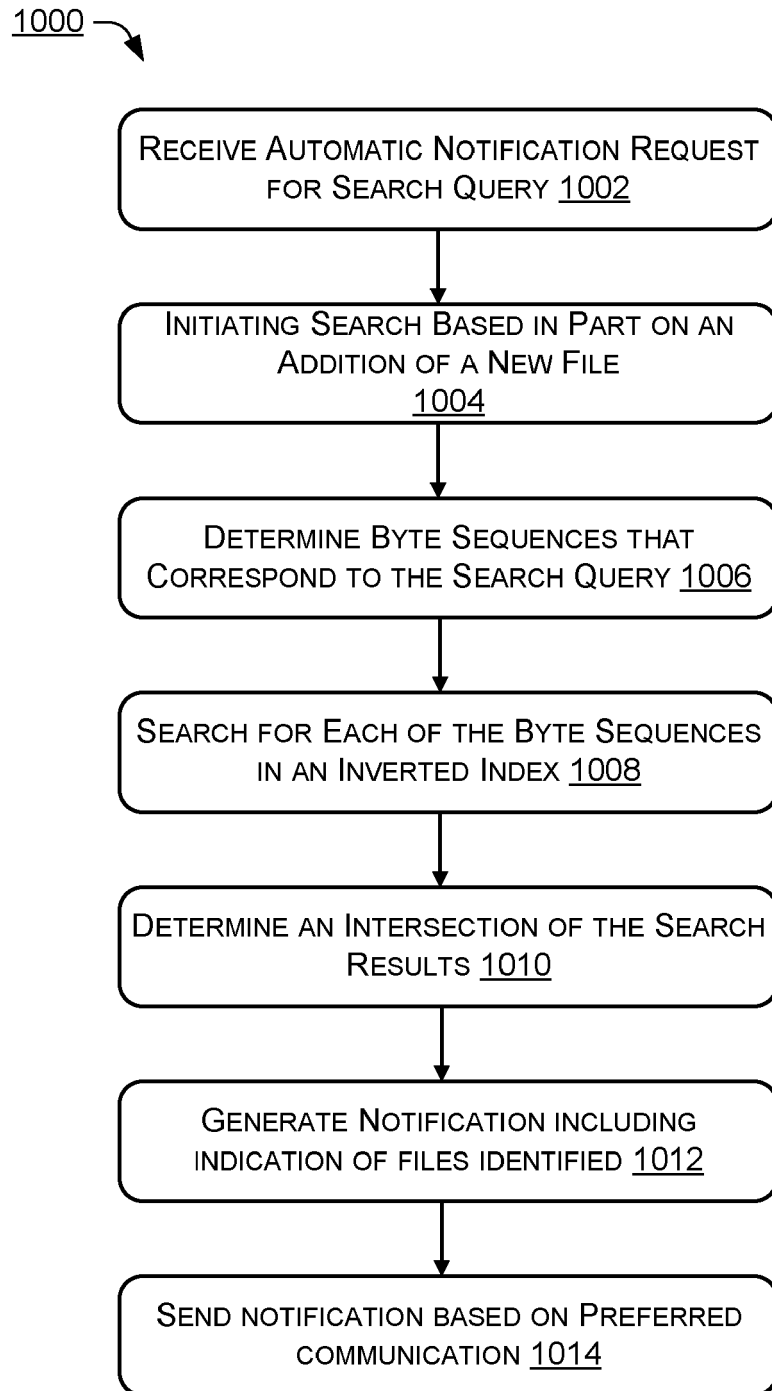 1000
RECEIVE AUTOMATIC NOTIFICATION REQUEST
FOR SEARCH QUERY 1002
INITIATING SEARCH BASED IN PART ON AN
ADDITION OF A NEW FILE
1004
DETERMINE BYTE SEQUENCES THAT
CORRESPOND TO THE SEARCH QUERY 1006
SEARCH FOR EACH OF THE BYTE SEQUENCES
IN AN INVERTED INDEX 1008
DETERMINE AN INTERSECTION OF THE SEARCH
RESULTS 1010
GENERATE NOTIFICATION INCLUDING
INDICATION OF FILES IDENTIFIED 1012
SEND NOTIFICATION BASED ON PREFERRED
COMMUNICATION 1014